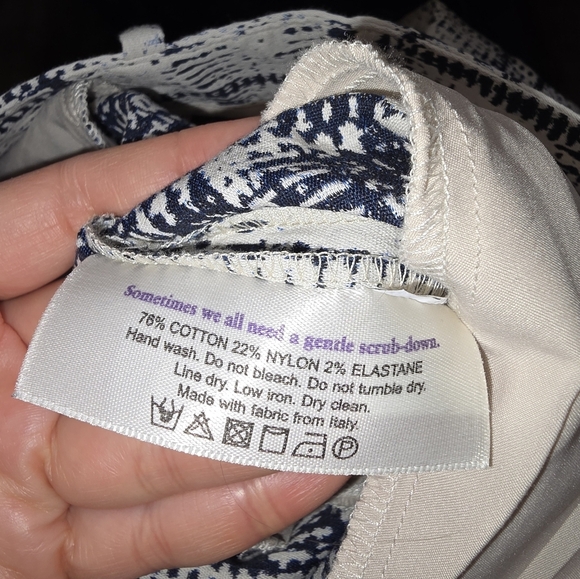 Sometimes we all need a gentle scrub-down.
76% COTTON 22% NYLON 2% ELASTANE
Hand wash. Do not bleach. Do not tumble dry.
Line dry. Low iron. Dry clean.
Made with fabric from italy.
P